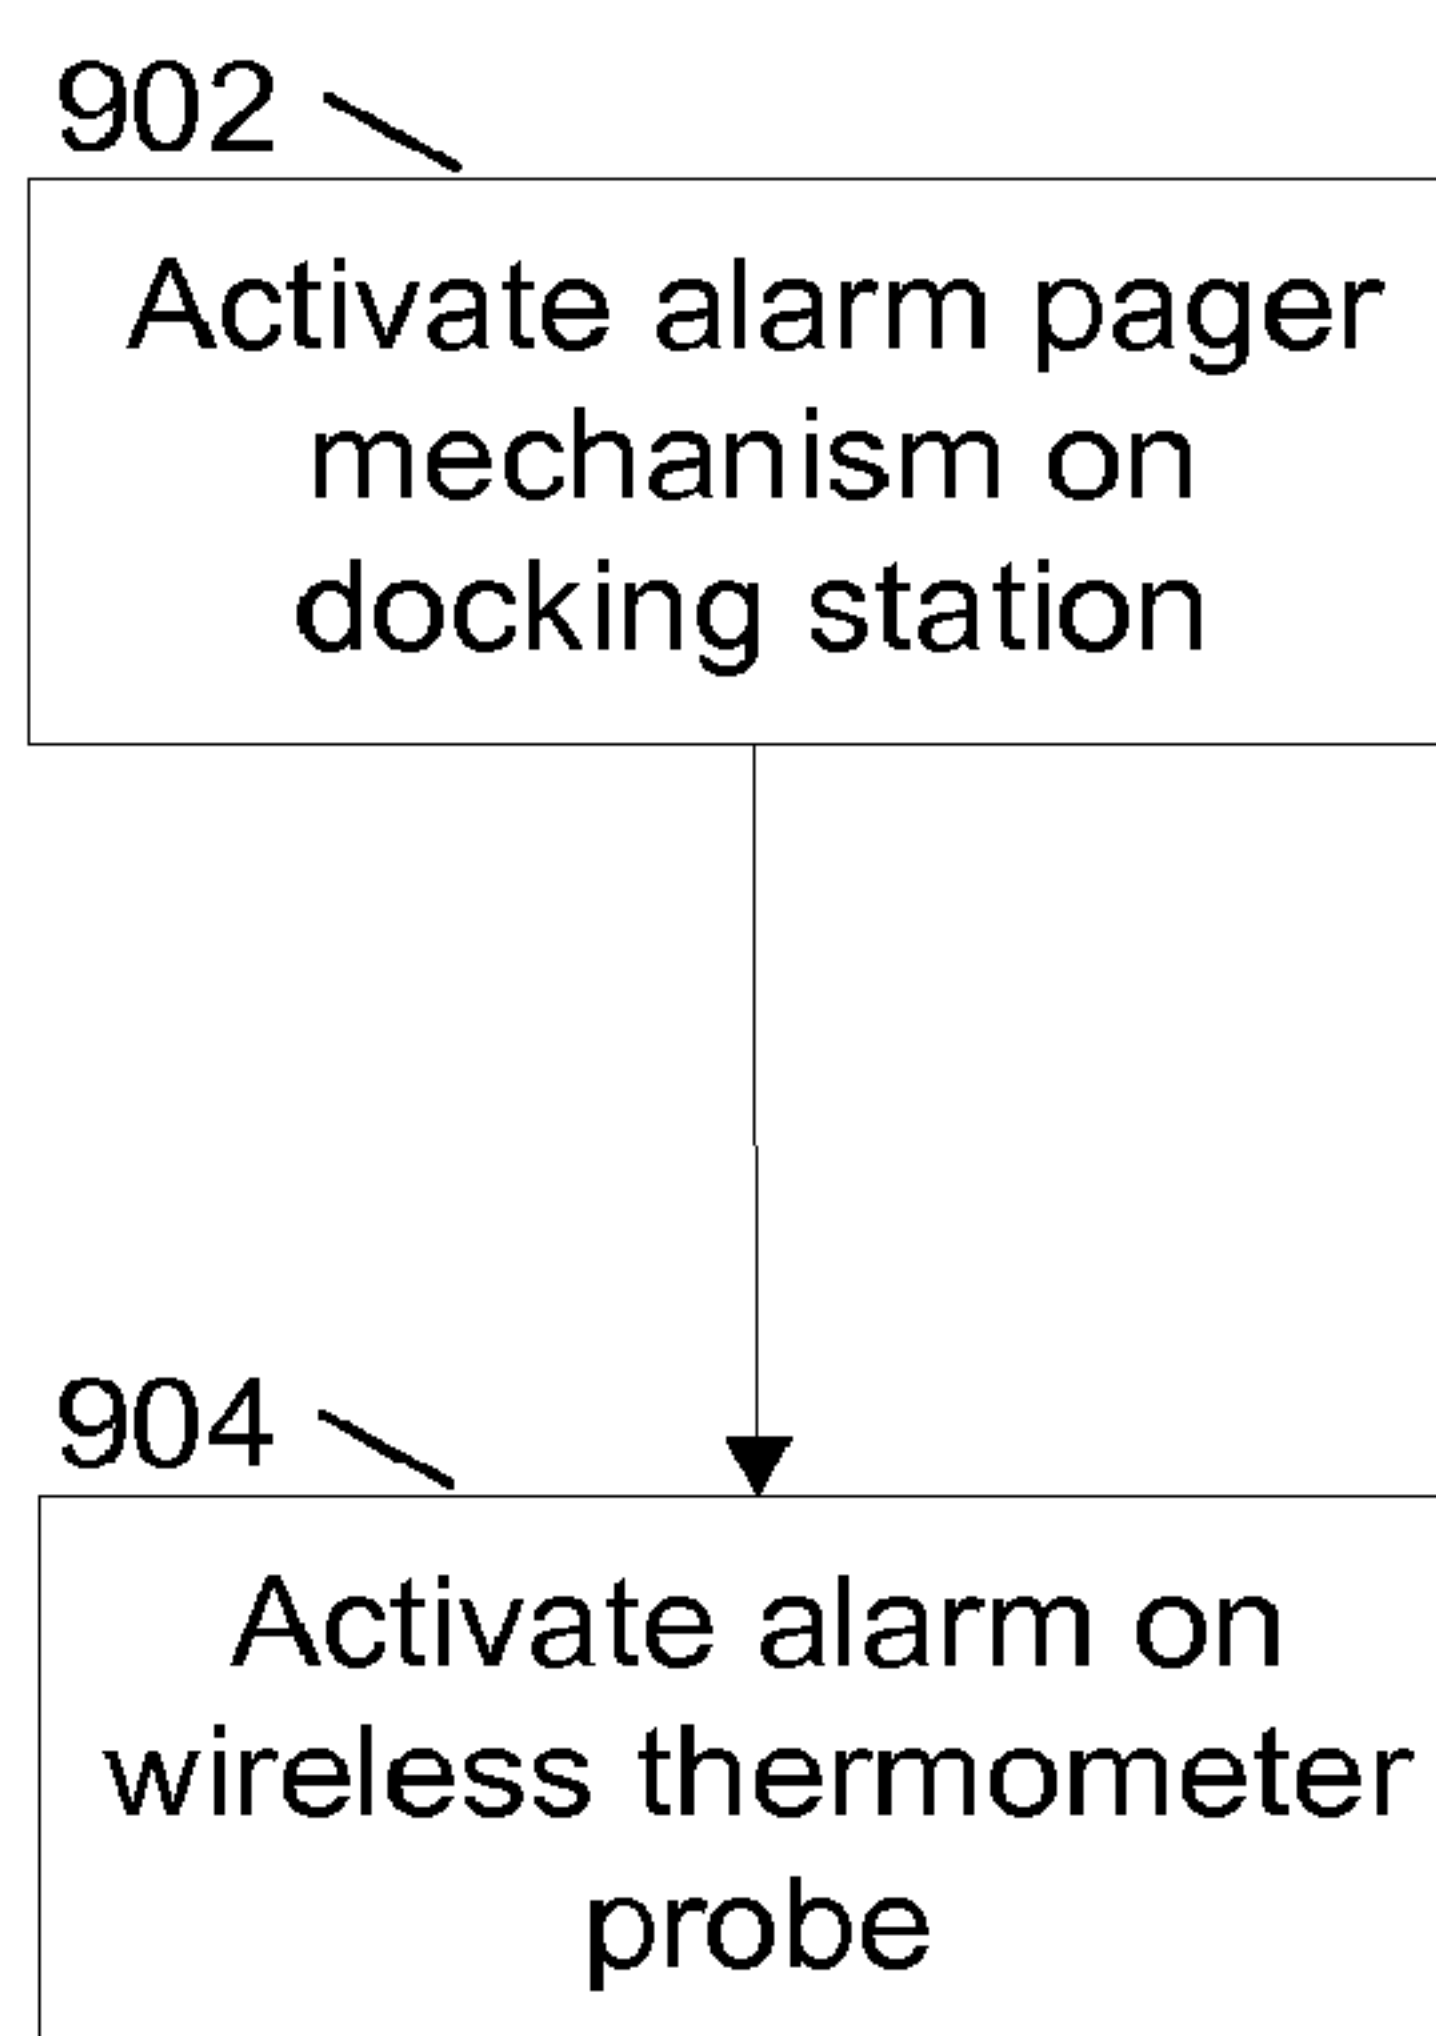 902
Activate alarm pager
mechanism on
docking station
904
Activate alarm on
wireless thermometer
probe